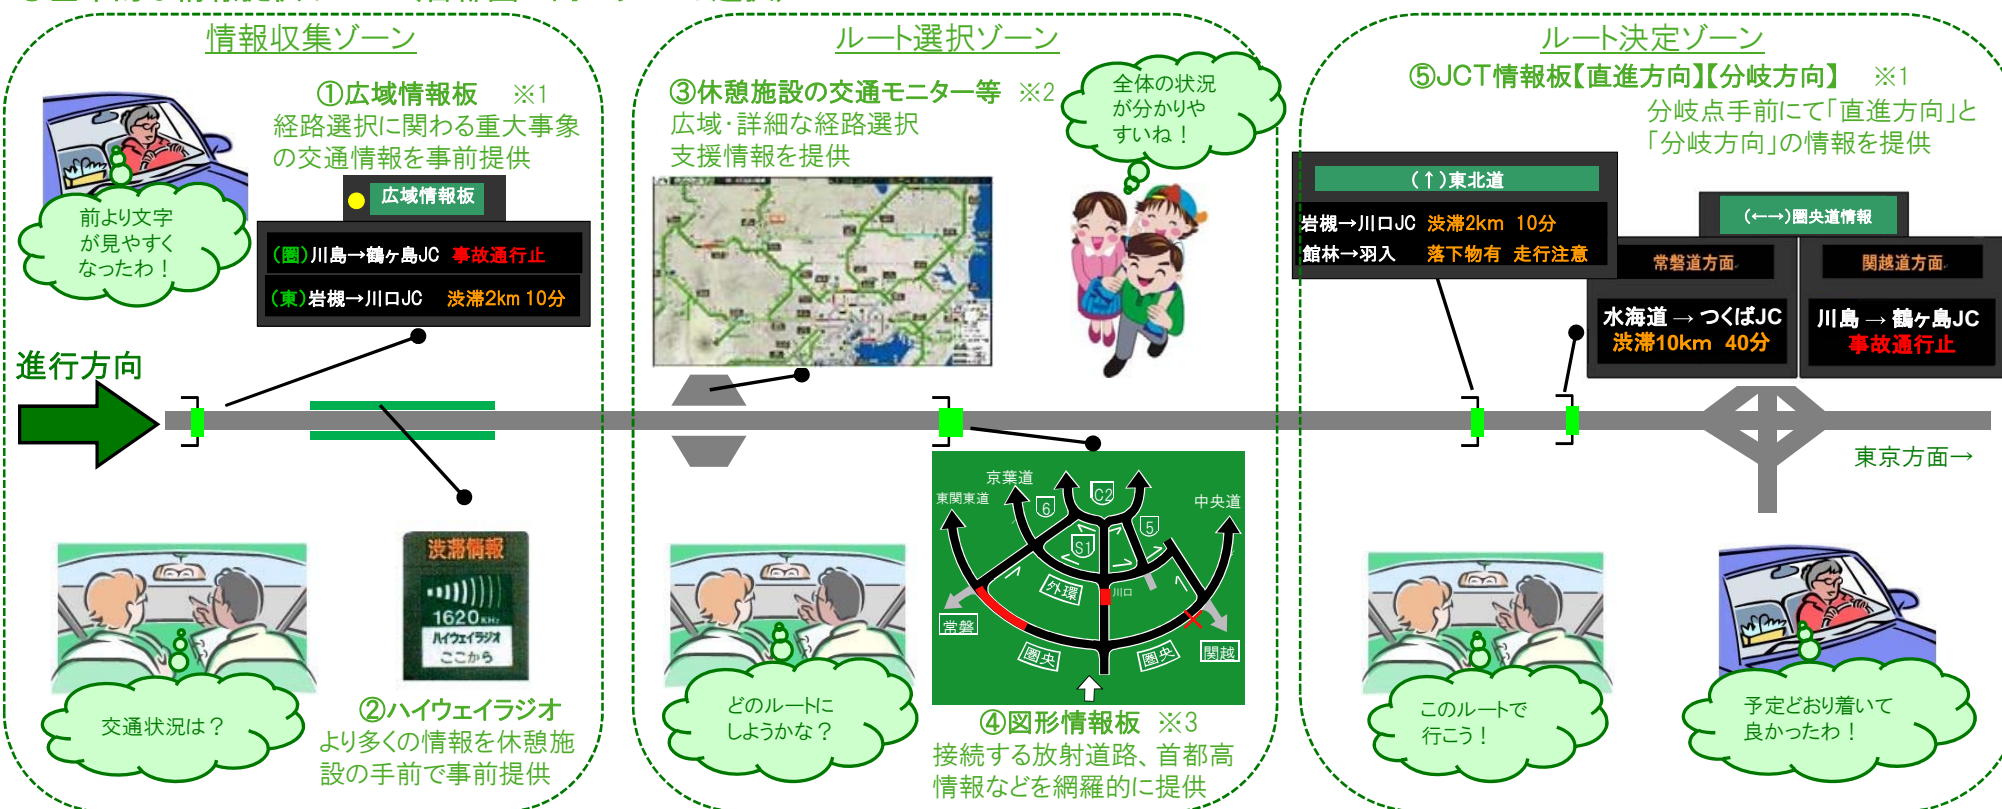 情報収集ゾーン
①広域情報板 ※1
経路選択に関わる重大事象
の交通情報を事前提供
前より文字
が見やすく
なったわ！
広域情報板
(圏)川島→鶴ヶ島JC 事故通行止
(東)岩槻→川口JC 渋滞2km 10分
進行方向
渋滞情報
1620KHz
ハイウェイラジオ
ここから
交通状況は？
②ハイウェイラジオ
より多くの情報を休憩施
設の手前で事前提供
ルート選択ゾーン
③休憩施設の交通モニター等 ※2
広域・詳細な経路選択
支援情報を提供
全体の状況
が分かりや
すいね！
どのルートに
しようかな？
京葉道
東関東道
中央道
6
C2
5
S1
外環
川口
常磐
圏央
圏央
関越
④図形情報板 ※3
接続する放射道路、首都高
情報などを網羅的に提供
ルート決定ゾーン
⑤JCT情報板【直進方向】【分岐方向】 ※1
分岐点手前にて「直進方向」と
「分岐方向」の情報を提供
(↑)東北道
岩槻→川口JC 渋滞2km 10分
館林→羽入 落下物有 走行注意
(←→)圏央道情報
常磐道方面
水海道→つくばJC
渋滞10km 40分
関越道方面
川島→鶴ヶ島JC
事故通行止
東京方面→
このルートで
行こう！
予定どおり着いて
良かったわ！